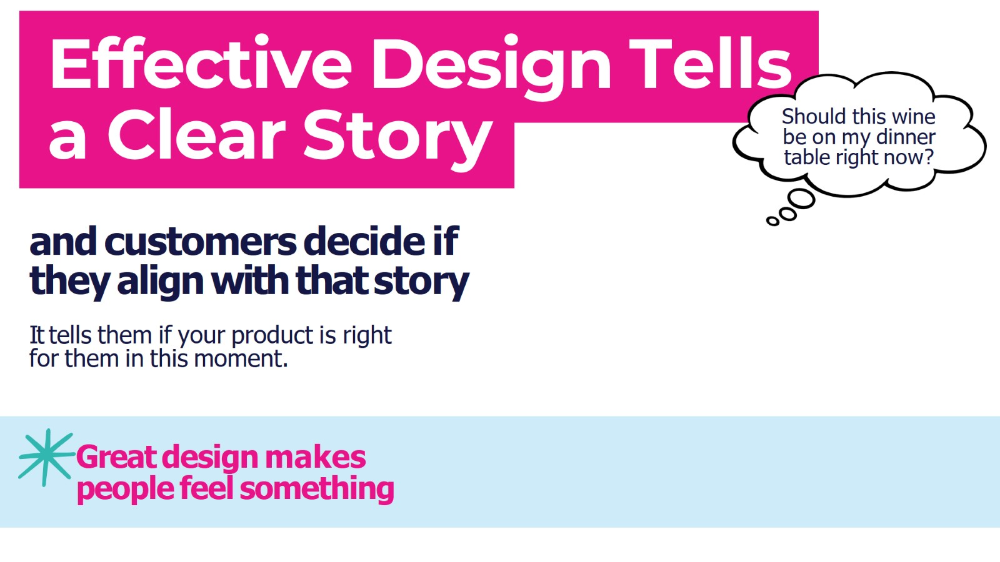 Effective Design Tells
a Clear Story
Should this wine
be on my dinner
table right now?
and customers decide if
they align with that story
It tells them if your product is right
for them in this moment.
Great design makes
people feel something